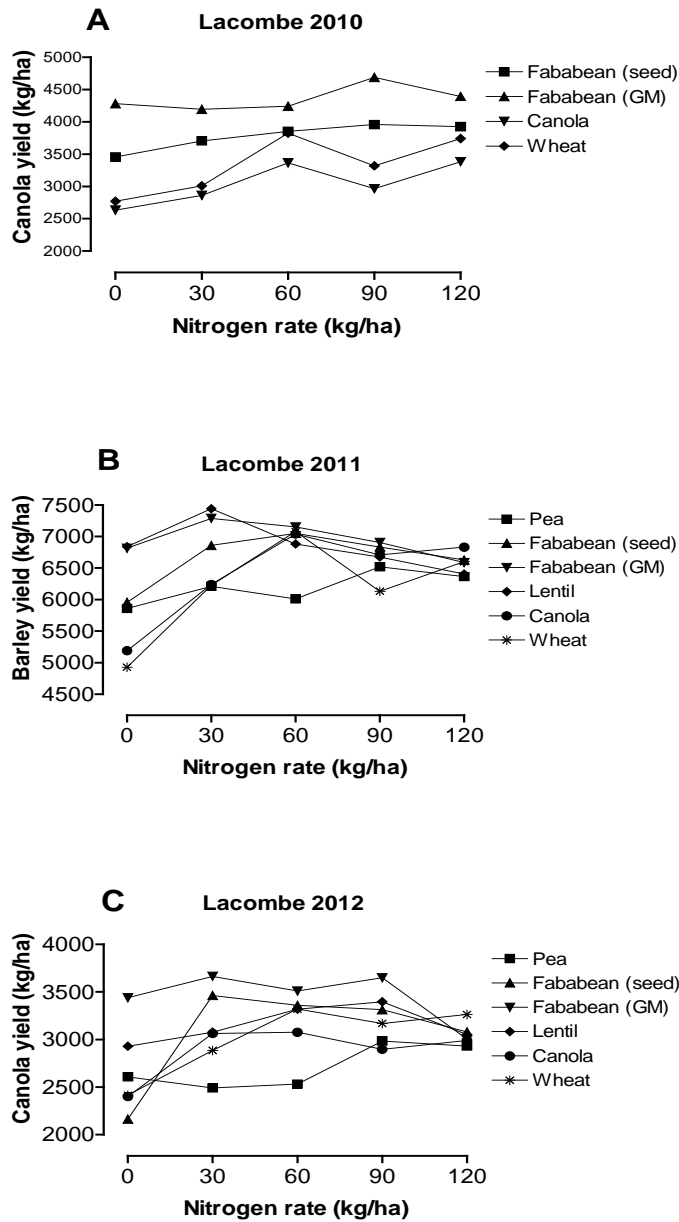 A
Lacombe 2010
Canola yield (kg/ha)
5000
4500
4000
3500
3000
2500
2000
0 30 60 90 120
Nitrogen rate (kg/ha)
Fababean (seed)
Fababean (GM)
Canola
Wheat
B
Lacombe 2011
Barley yield (kg/ha)
7500
7000
6500
6000
5500
5000
4500
0 30 60 90 120
Nitrogen rate (kg/ha)
Pea
Fababean (seed)
Fababean (GM)
Lentil
Canola
Wheat
C
Lacombe 2012
Canola yield (kg/ha)
4000
3500
3000
2500
2000
0 30 60 90 120
Nitrogen rate (kg/ha)
Pea
Fababean (seed)
Fababean (GM)
Lentil
Canola
Wheat